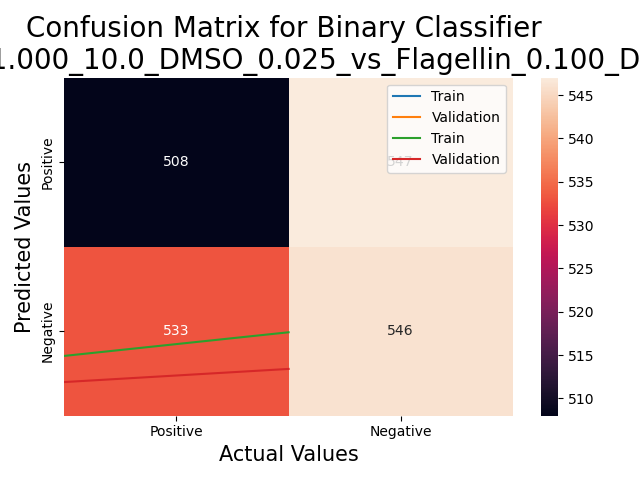 Confusion Matrix for Binary Classifier
1.000_10.0_DMSO_0.025_vs_Flagellin_0.100_D
Train
Validation
Train
Validation
Predicted Values
Positive
Negative
508
547
533
546
Positive
Negative
Actual Values
545
540
535
530
525
520
515
510